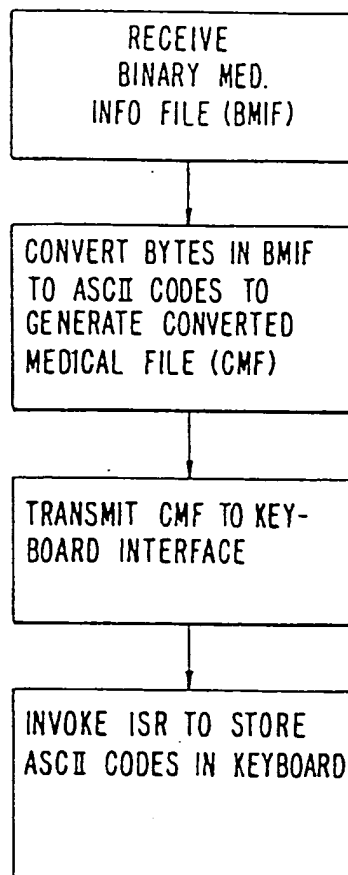 RECEIVE
BINARY MED.
INFO FILE (BMIF)
CONVERT BYTES IN BMIF
TO ASCII CODES TO
GENERATE CONVERTED
MEDICAL FILE (CMF)
TRANSMIT CMF TO KEY-
BOARD INTERFACE
INVOKE ISR TO STORE
ASCII CODES IN KEYBOARD